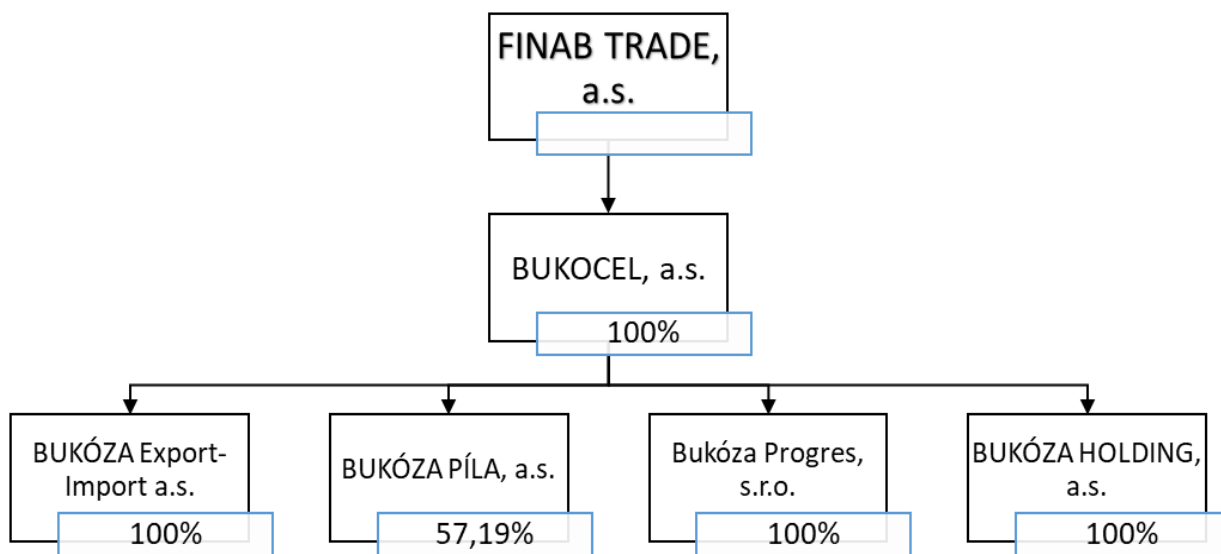 FINAB TRADE,
a.s.
BUKOCEL, a.s.
100%
BUKÓZA Export-
Import a.s.
100%
BUKÓZA PÍLA, a.s.
57,19%
Bukóza Progres,
s.r.o.
100%
BUKÓZA HOLDING,
a.s.
100%